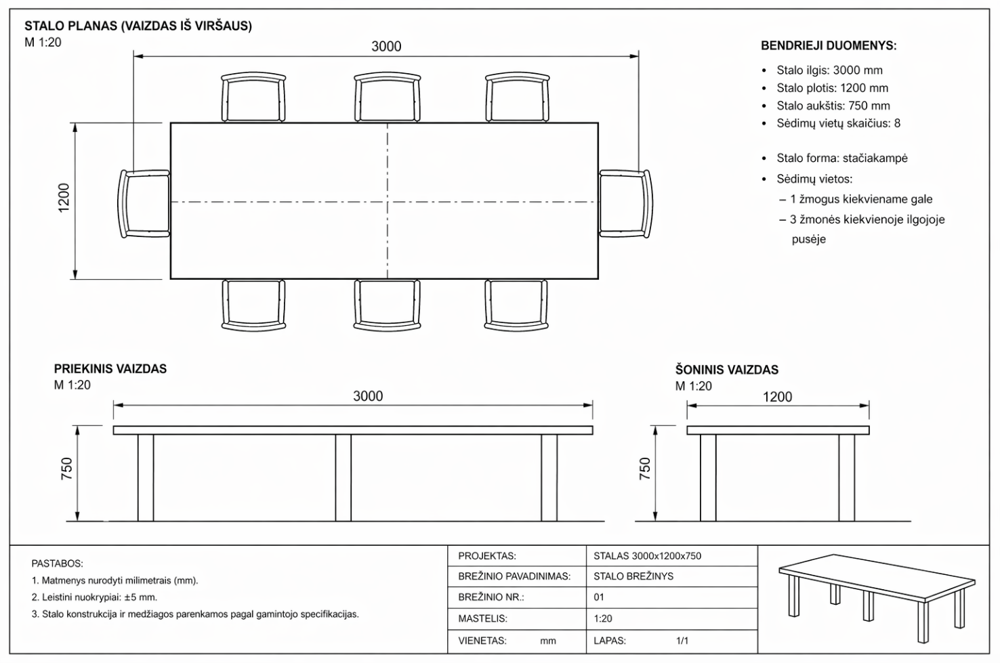 STALO PLANAS (VAIZDAS IŠ VIRŠAUS)
M 1:20
3000
1200
BENDRIEJI DUOMENYS:
• Stalo ilgis: 3000 mm
• Stalo plotis: 1200 mm
• Stalo aukštis: 750 mm
• Sėdimų vietų skaičius: 8
• Stalo forma: stačiakampė
• Sėdimų vietos:
– 1 žmogus kiekviename gale
– 3 žmonės kiekvienoje ilgojoje
pusėje
PRIEKINIS VAIZDAS
M 1:20
3000
750
ŠONINIS VAIZDAS
M 1:20
1200
750
PASTABOS:
1. Matmenys nurodyti milimetrais (mm).
2. Leistini nuokrypiai: ±5 mm.
3. Stalo konstrukcija ir medžiagos parenkamos pagal gamintojo specifikacijas.
PROJEKTAS: STALAS 3000x1200x750
BREŽINIO PAVADINIMAS: STALO BREŽINYS
BREŽINIO NR.: 01
MASTELIS: 1:20
VIENETAS: mm LAPAS: 1/1